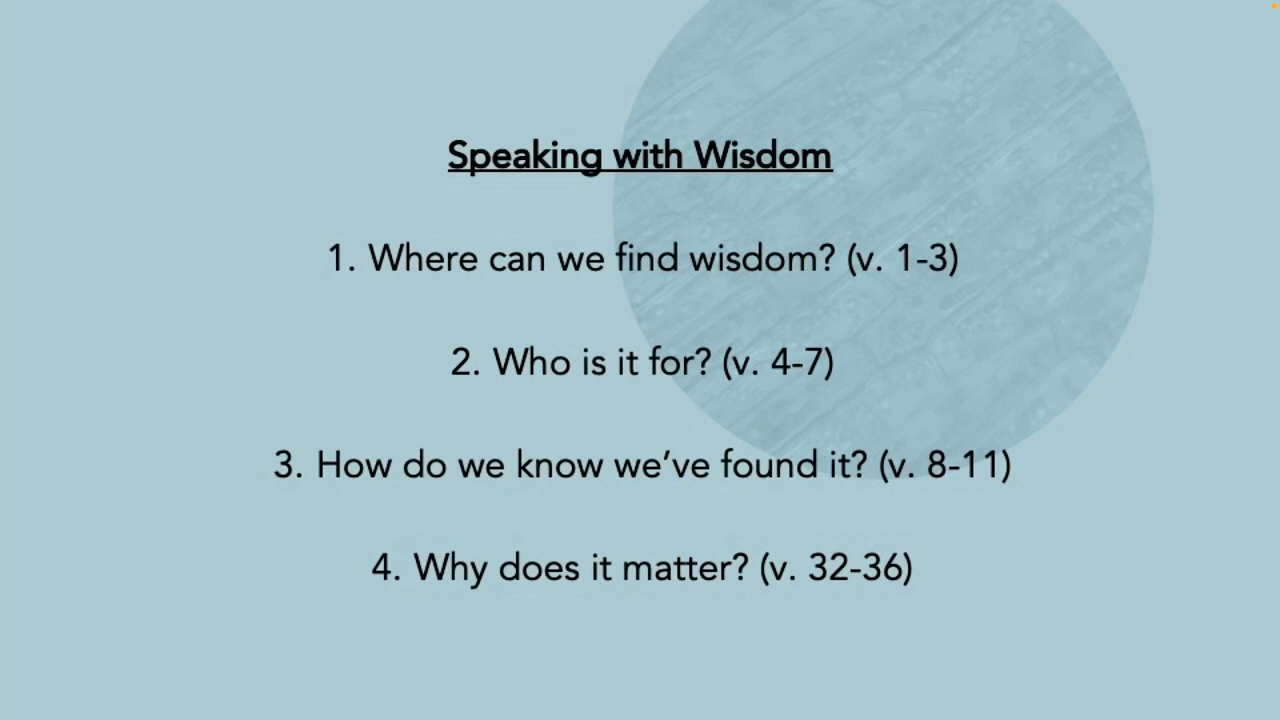 Speaking with Wisdom
1. Where can we find wisdom? (v. 1-3)
2. Who is it for? (v. 4-7)
3. How do we know we’ve found it? (v. 8-11)
4. Why does it matter? (v. 32-36)